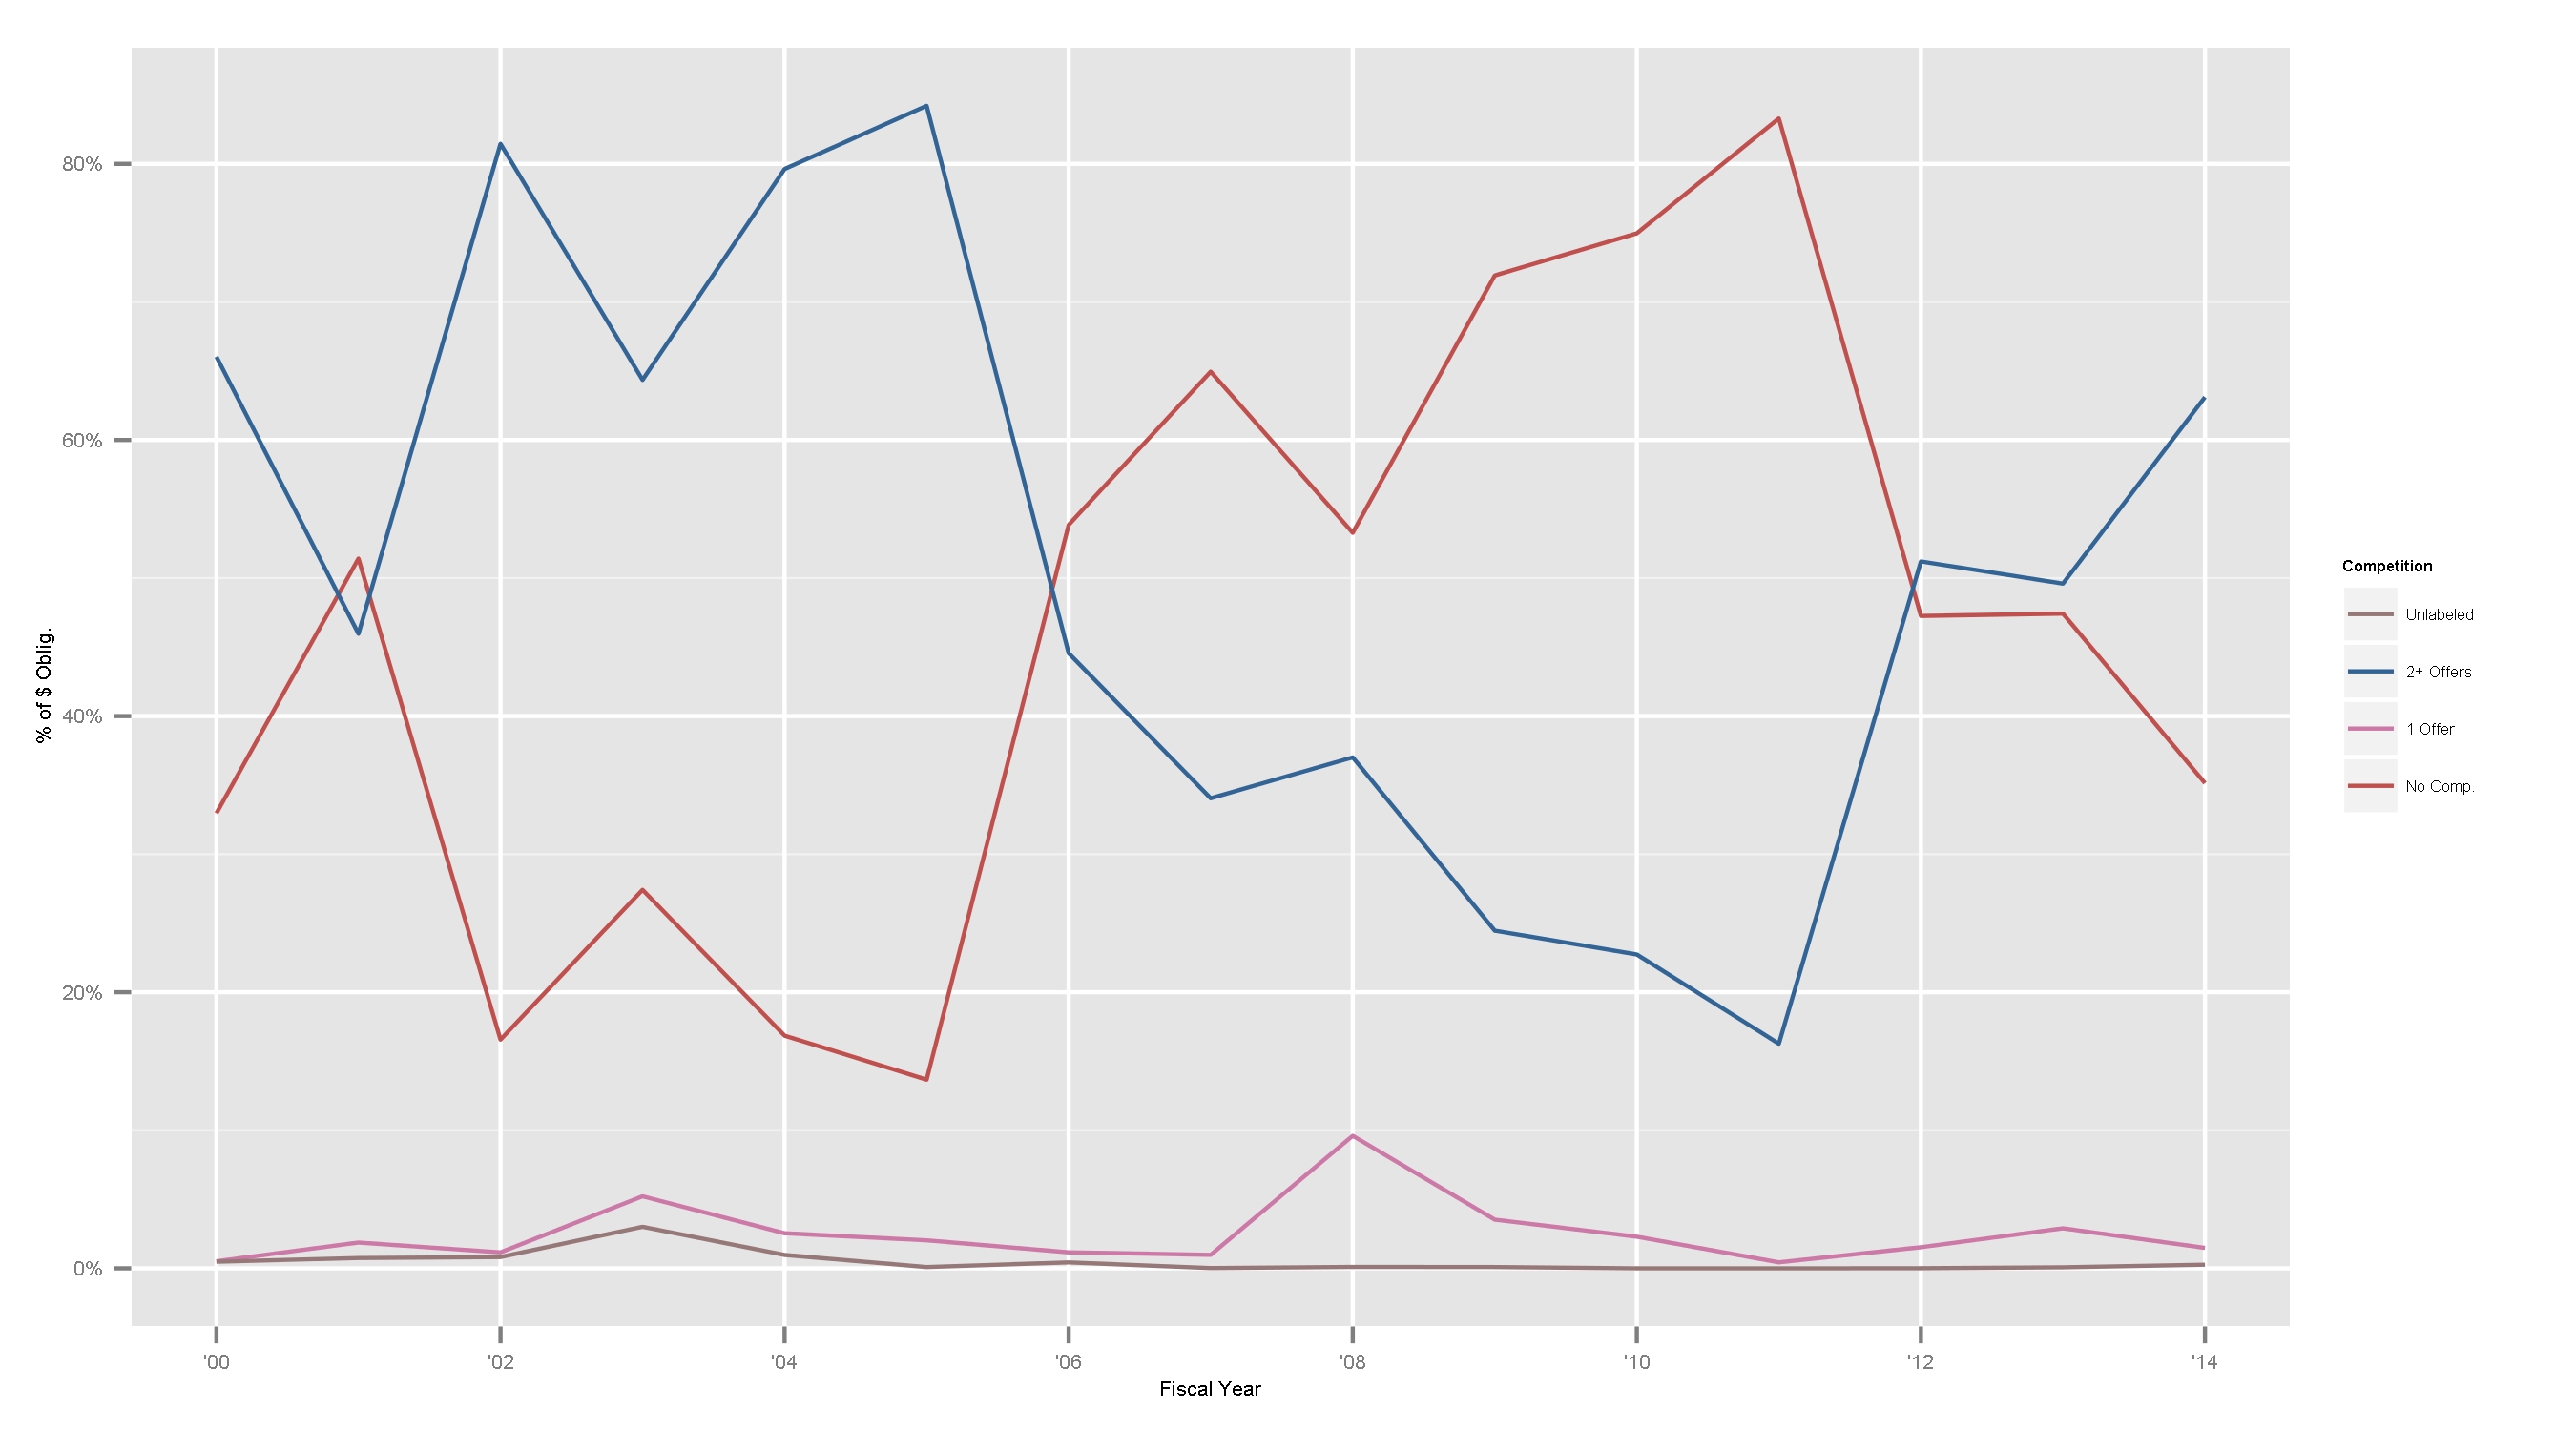 80%
60%
40%
20%
0%
% of $ Oblig.
'00 '02 '04 '06 '08 '10 '12 '14
Fiscal Year
Competition
Unlabeled
2+ Offers
1 Offer
No Comp.